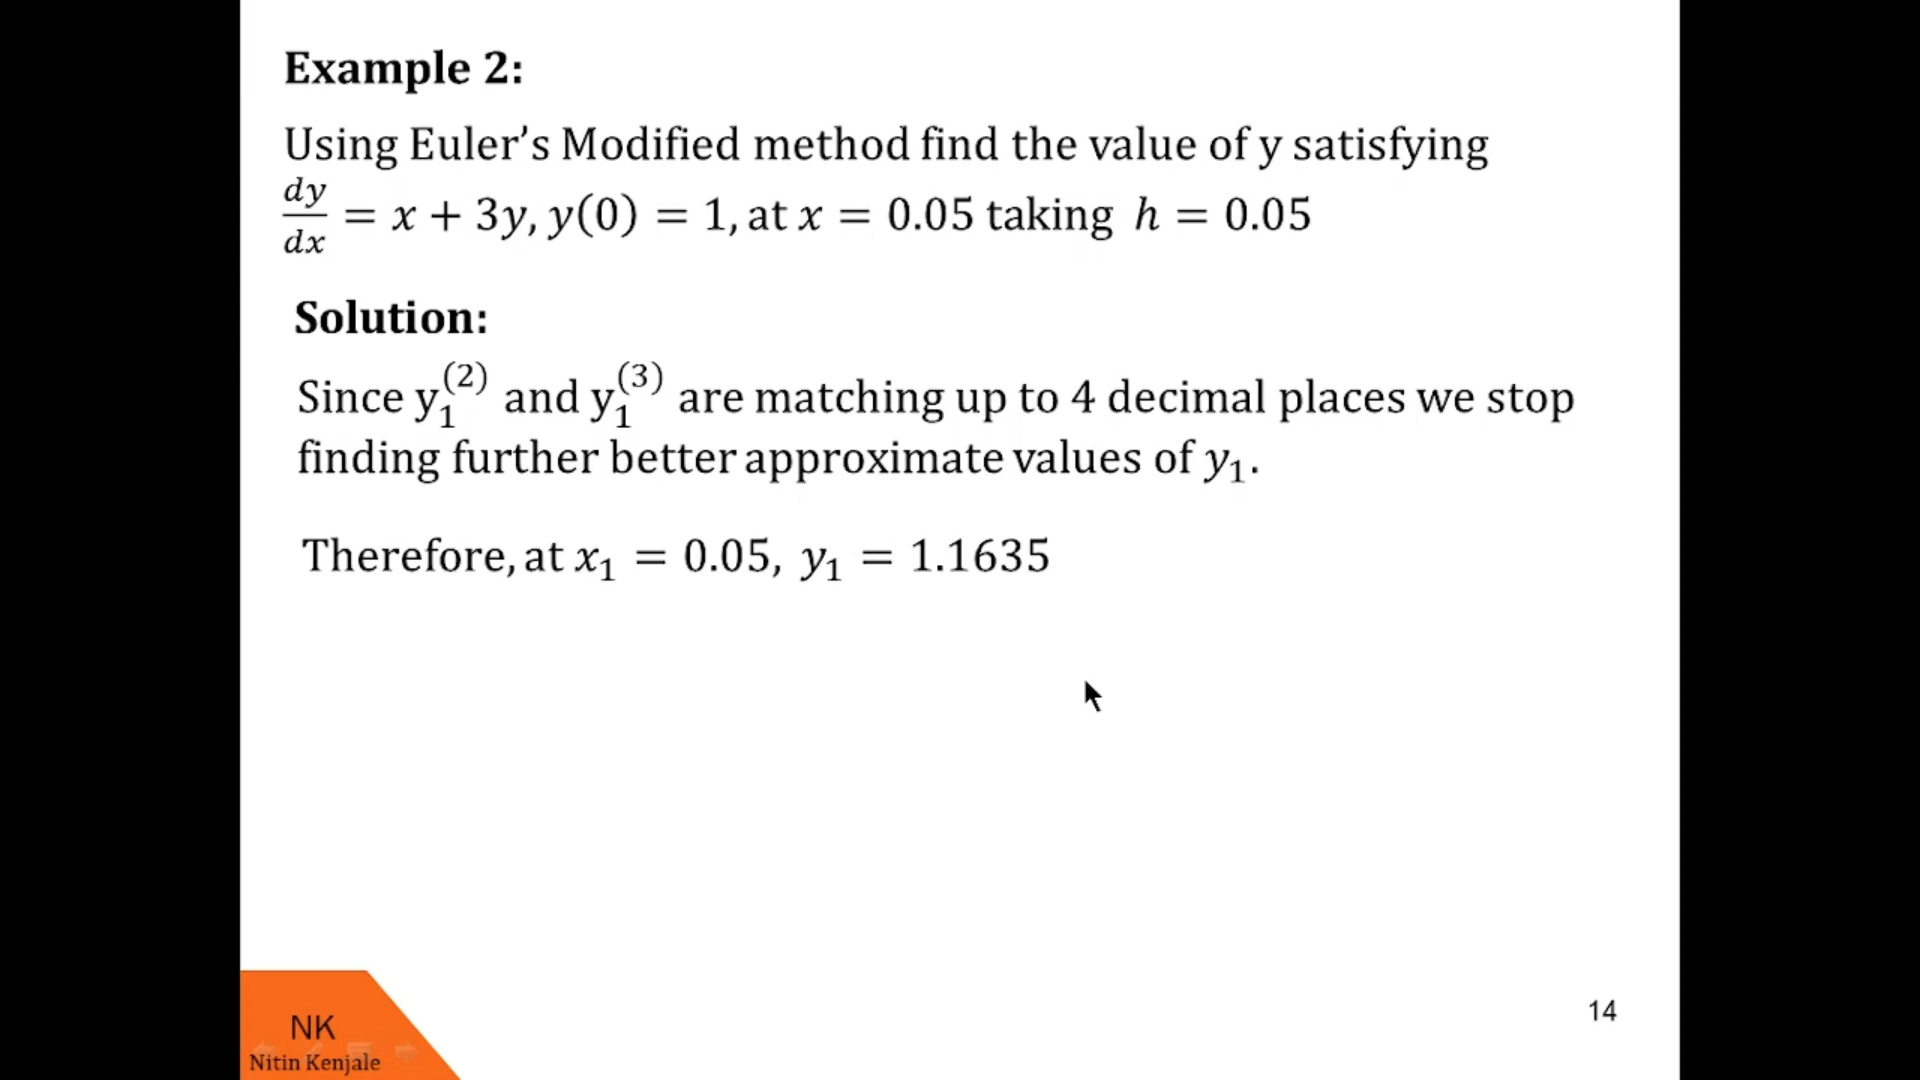 Example 2:
Using Euler’s Modified method find the value of y satisfying
dy/dx = x + 3y, y(0) = 1, at x = 0.05 taking h = 0.05
Solution:
Since y₁⁽²⁾ and y₁⁽³⁾ are matching up to 4 decimal places we stop
finding further better approximate values of y₁.
Therefore, at x₁ = 0.05, y₁ = 1.1635
NK
Nitin Kenjale
14